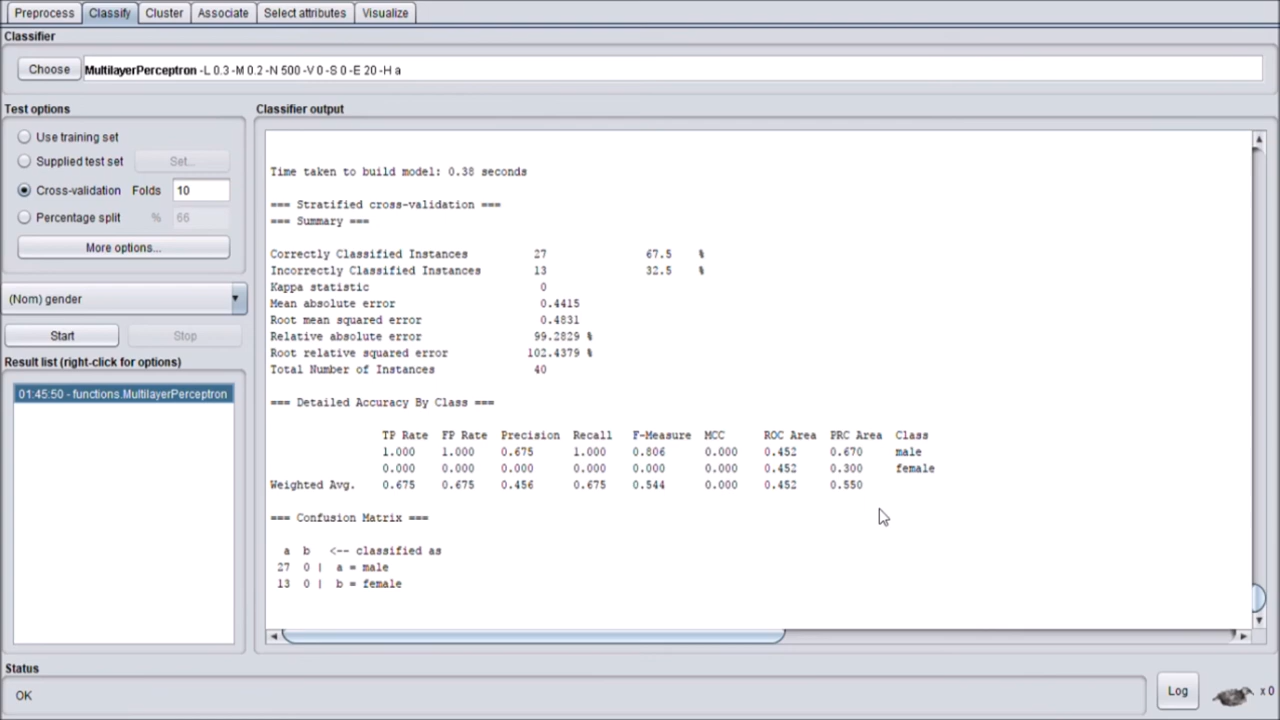 Preprocess Classify Cluster Associate Select attributes Visualize
Classifier
Choose MultilayerPerceptron -L 0.3 -M 0.2 -N 500 -V 0 -S 0 -E 20 -H a
Test options
Use training set
Supplied test set Set...
Cross-validation Folds 10
Percentage split % 66
More options...
(Nom) gender
Start Stop
Result list (right-click for options)
01:45:50 - functions.MultilayerPerceptron
Classifier output
Time taken to build model: 0.38 seconds
=== Stratified cross-validation ===
=== Summary ===
Correctly Classified Instances 27 67.5 %
Incorrectly Classified Instances 13 32.5 %
Kappa statistic 0
Mean absolute error 0.4415
Root mean squared error 0.4831
Relative absolute error 99.2829 %
Root relative squared error 102.4379 %
Total Number of Instances 40
=== Detailed Accuracy By Class ===
TP Rate FP Rate Precision Recall F-Measure MCC ROC Area PRC Area Class
1.000 1.000 0.675 1.000 0.806 0.000 0.452 0.670 male
0.000 0.000 0.000 0.000 0.000 0.000 0.452 0.300 female
Weighted Avg. 0.675 0.675 0.456 0.675 0.544 0.000 0.452 0.550
=== Confusion Matrix ===
a b <-- classified as
27 0 | a = male
13 0 | b = female
Status
OK
Log x 0